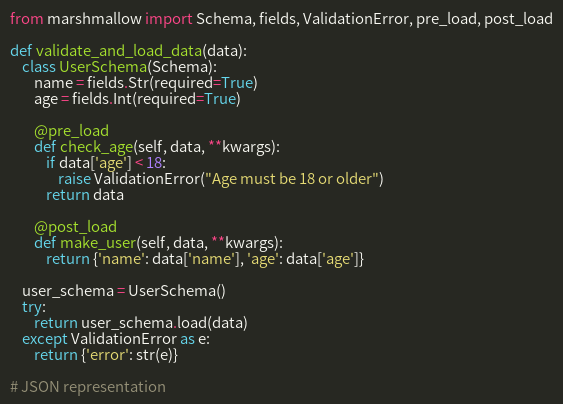 from marshmallow import Schema, fields, ValidationError, pre_load, post_load

def validate_and_load_data(data):
    class UserSchema(Schema):
        name = fields.Str(required=True)
        age = fields.Int(required=True)

        @pre_load
        def check_age(self, data, **kwargs):
            if data['age'] < 18:
                raise ValidationError("Age must be 18 or older")
            return data

        @post_load
        def make_user(self, data, **kwargs):
            return {'name': data['name'], 'age': data['age']}

    user_schema = UserSchema()
    try:
        return user_schema.load(data)
    except ValidationError as e:
        return {'error': str(e)}

# JSON representation